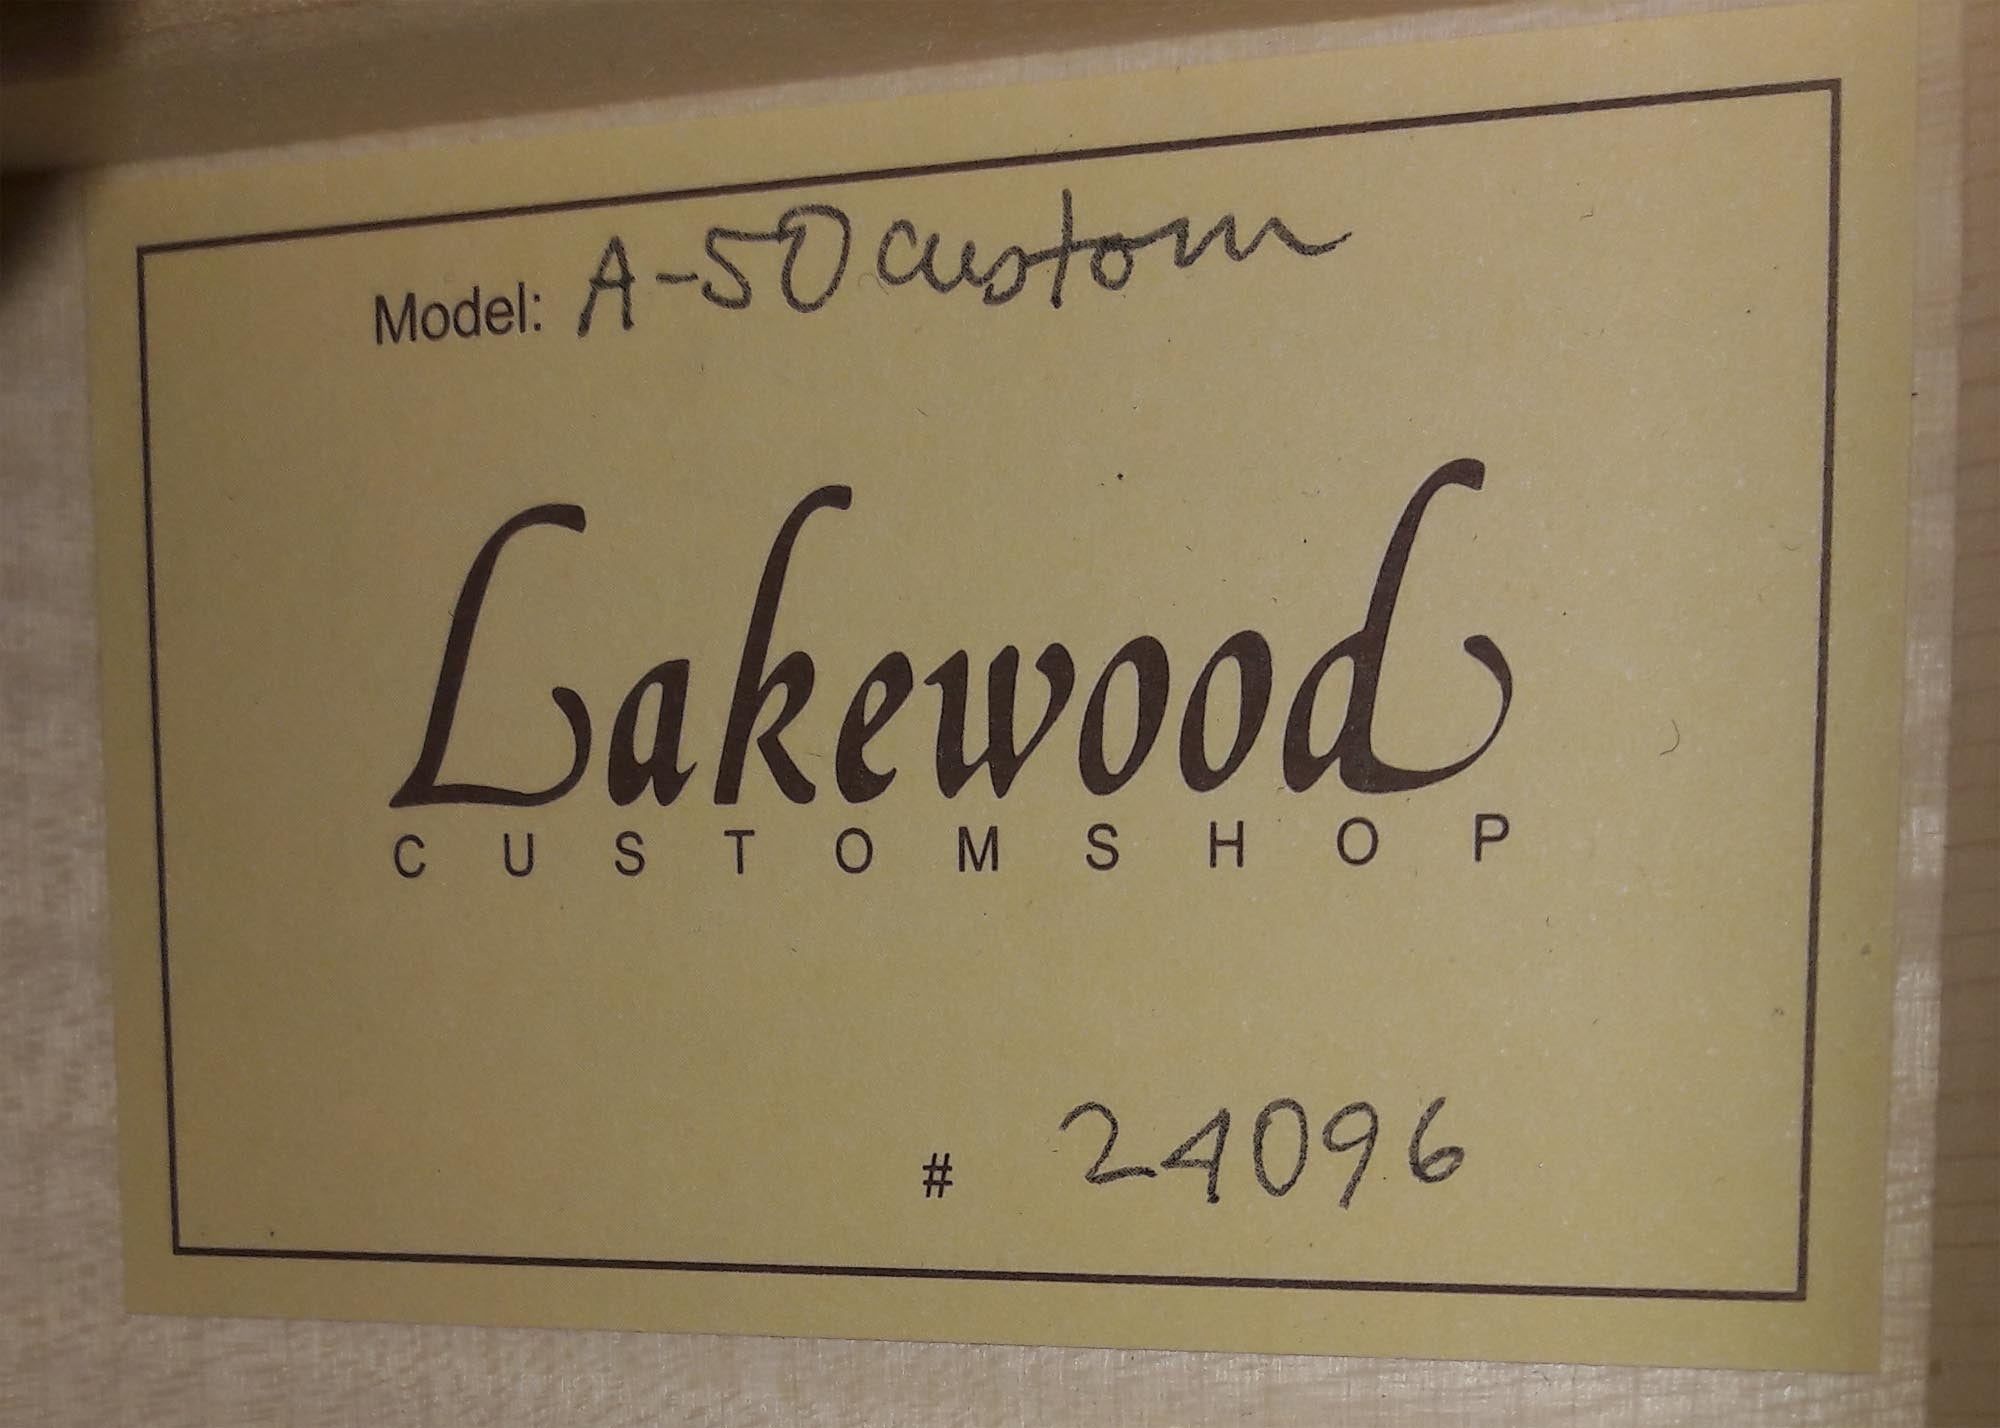 Model: A-50 custom
Lakewood
CUSTOMSHOP
# 24096